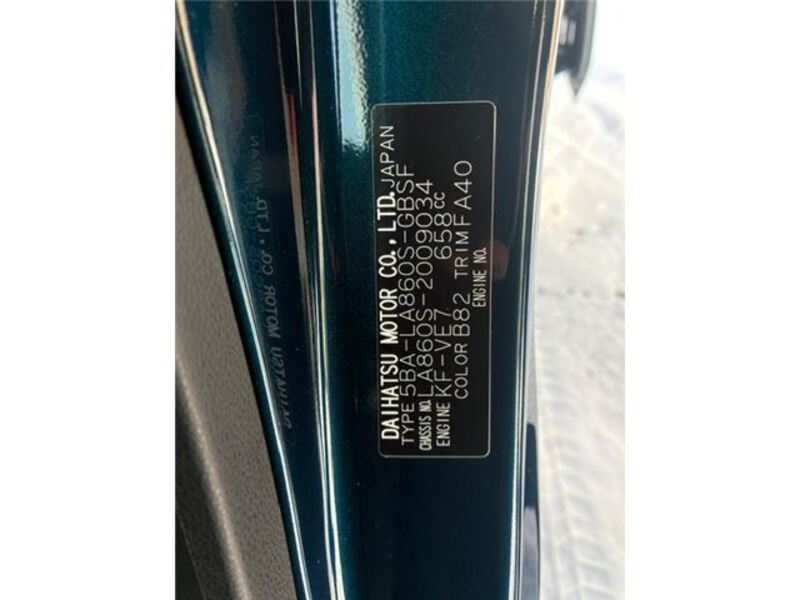 DAIHATSU MOTOR CO., LTD. JAPAN
TYPE 5BA-LA860S-GBSF
CHASSIS NO. LA860S-2009034
ENGINE KF-VE7 658cc
COLOR B82 TRIM FA40
ENGINE NO.